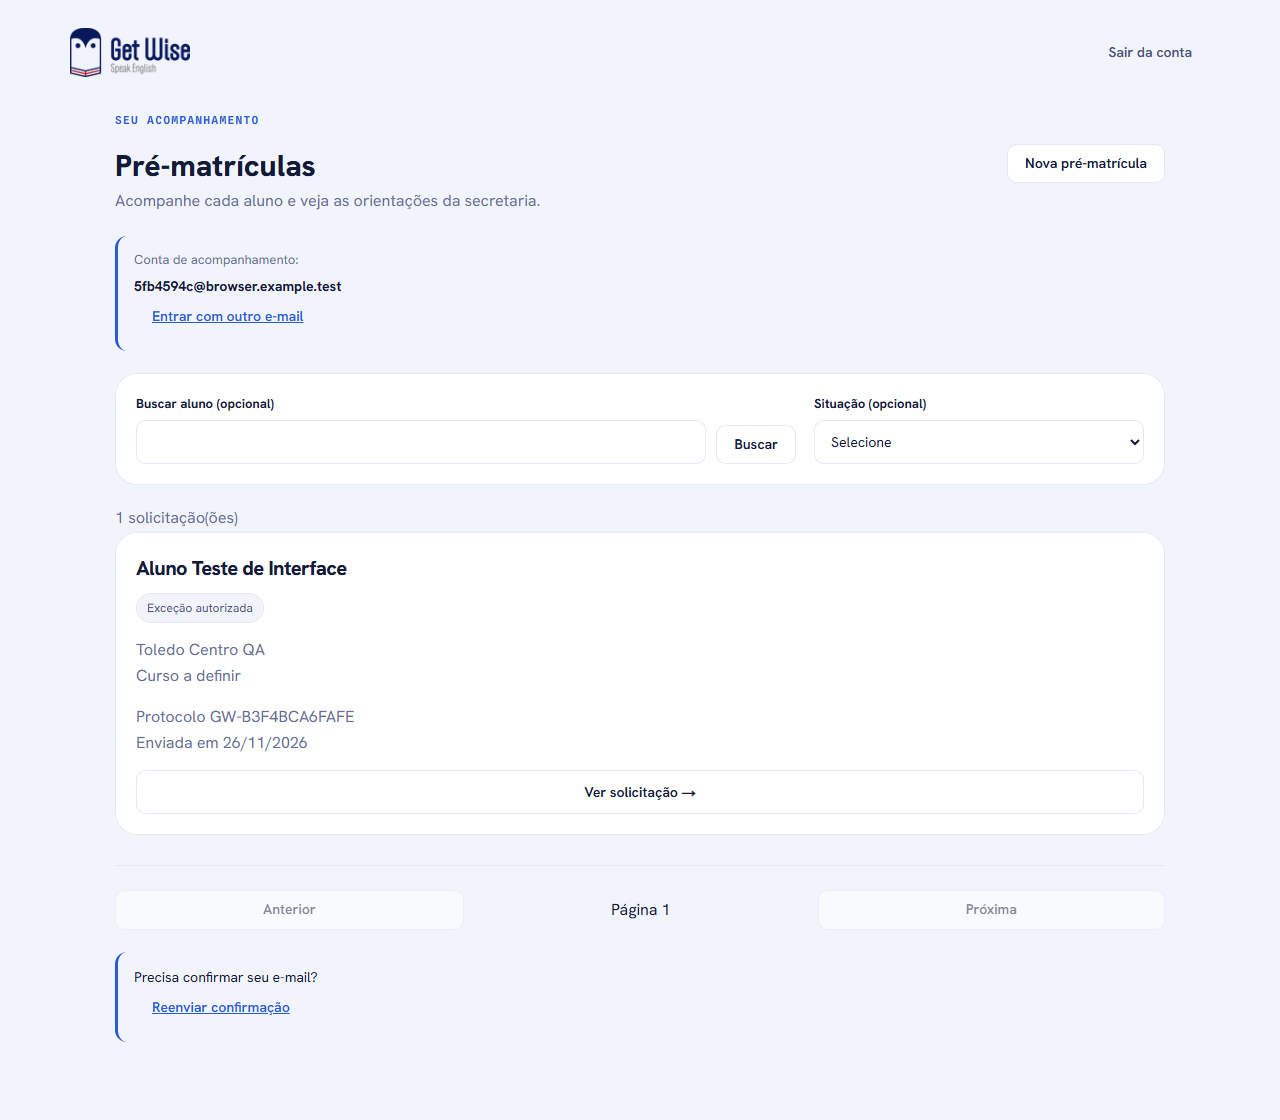 Get Wise
Speak English
Sair da conta
SEU ACOMPANHAMENTO
Pré-matrículas
Nova pré-matrícula
Acompanhe cada aluno e veja as orientações da secretaria.
Conta de acompanhamento:
5fb4594c@browser.example.test
Entrar com outro e-mail
Buscar aluno (opcional)
Situação (opcional)
Buscar
Selecione
1 solicitação(ões)
Aluno Teste de Interface
Exceção autorizada
Toledo Centro QA
Curso a definir
Protocolo GW-B3F4BCA6FAFE
Enviada em 26/11/2026
Ver solicitação →
Anterior
Página 1
Próxima
Precisa confirmar seu e-mail?
Reenviar confirmação